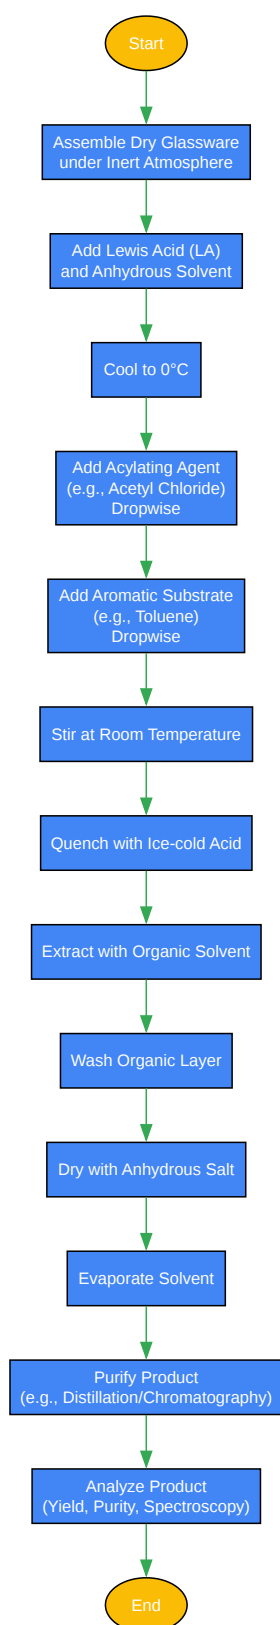 Start
Assemble Dry Glassware
under Inert Atmosphere
Add Lewis Acid (LA)
and Anhydrous Solvent
Cool to 0°C
Add Acylating Agent
(e.g., Acetyl Chloride)
Dropwise
Add Aromatic Substrate
(e.g., Toluene)
Dropwise
Stir at Room Temperature
Quench with Ice-cold Acid
Extract with Organic Solvent
Wash Organic Layer
Dry with Anhydrous Salt
Evaporate Solvent
Purify Product
(e.g., Distillation/Chromatography)
Analyze Product
(Yield, Purity, Spectroscopy)
End